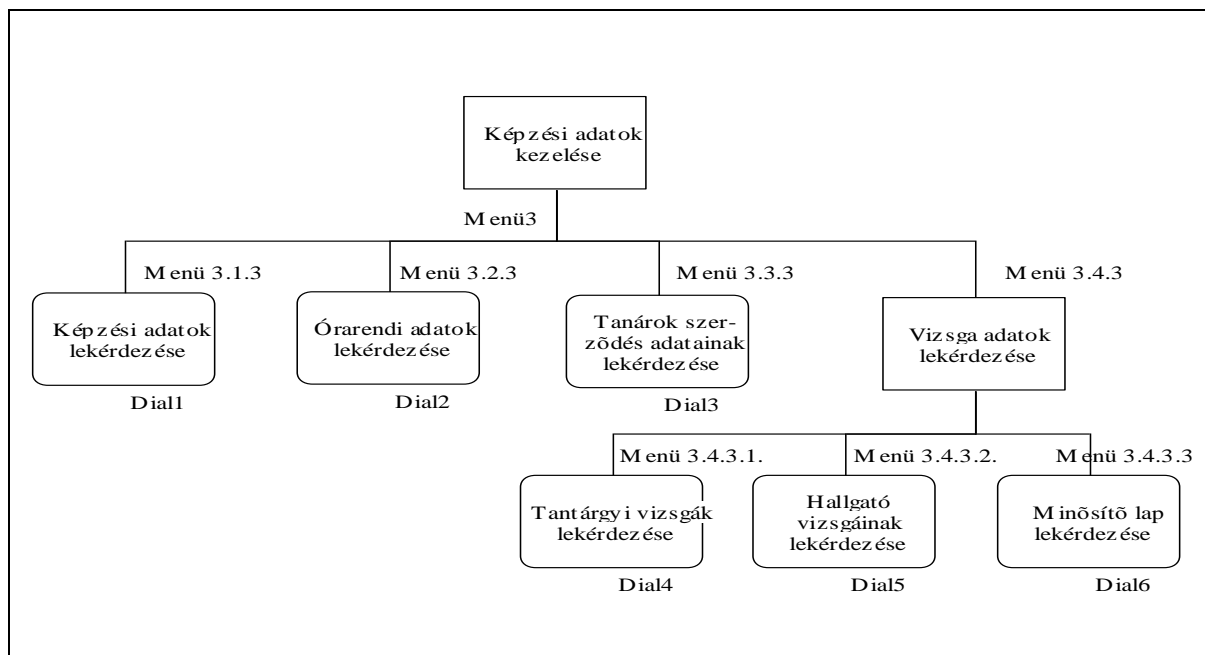 Képzési adatok
kezelése
Menü3
Menü 3.1.3
Menü 3.2.3
Menü 3.3.3
Menü 3.4.3
Képzési adatok
lekérdezése
Dial1
Órarendi adatok
lekérdezése
Dial2
Tanárok szer-
zõdés adatainak
lekérdezése
Dial3
Vizsga adatok
lekérdezése
Menü 3.4.3.1.
Menü 3.4.3.2.
Menü 3.4.3.3
Tantárgyi vizsgák
lekérdezése
Dial4
Hallgató
vizsgáinak
lekérdezése
Dial5
Minõsítõ lap
lekérdezése
Dial6